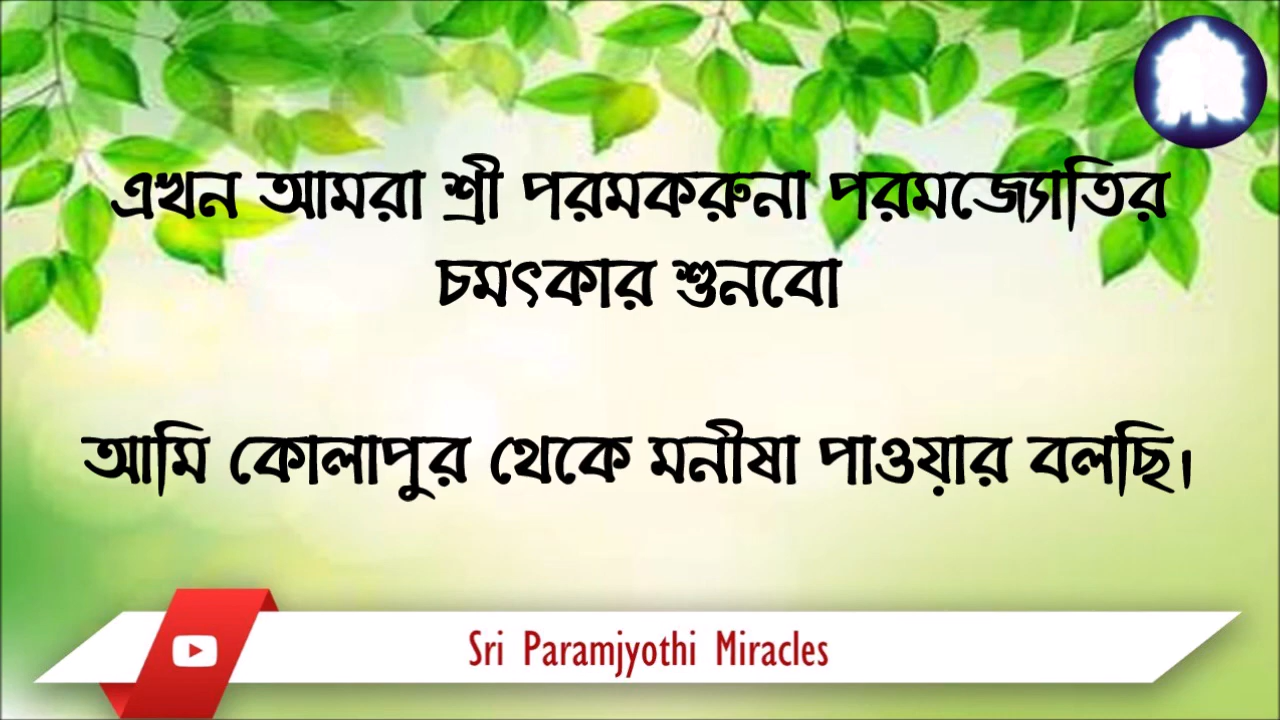 এখন আমরা শ্রী পরমকরুনা পরমজ্যোতির
চমৎকার শুনবো
আমি কোলাপুর থেকে মনীষা পাওয়ার বলছি।
Sri Paramjyothi Miracles